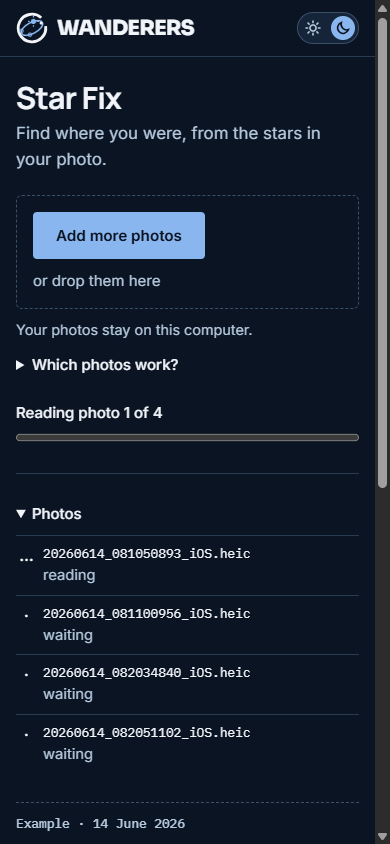 WANDERERS
Star Fix
Find where you were, from the stars in
your photo.
Add more photos
or drop them here
Your photos stay on this computer.
Which photos work?
Reading photo 1 of 4
Photos
... 20260614_081050893_iOS.heic
reading
· 20260614_081100956_iOS.heic
waiting
· 20260614_082034840_iOS.heic
waiting
· 20260614_082051102_iOS.heic
waiting
Example · 14 June 2026